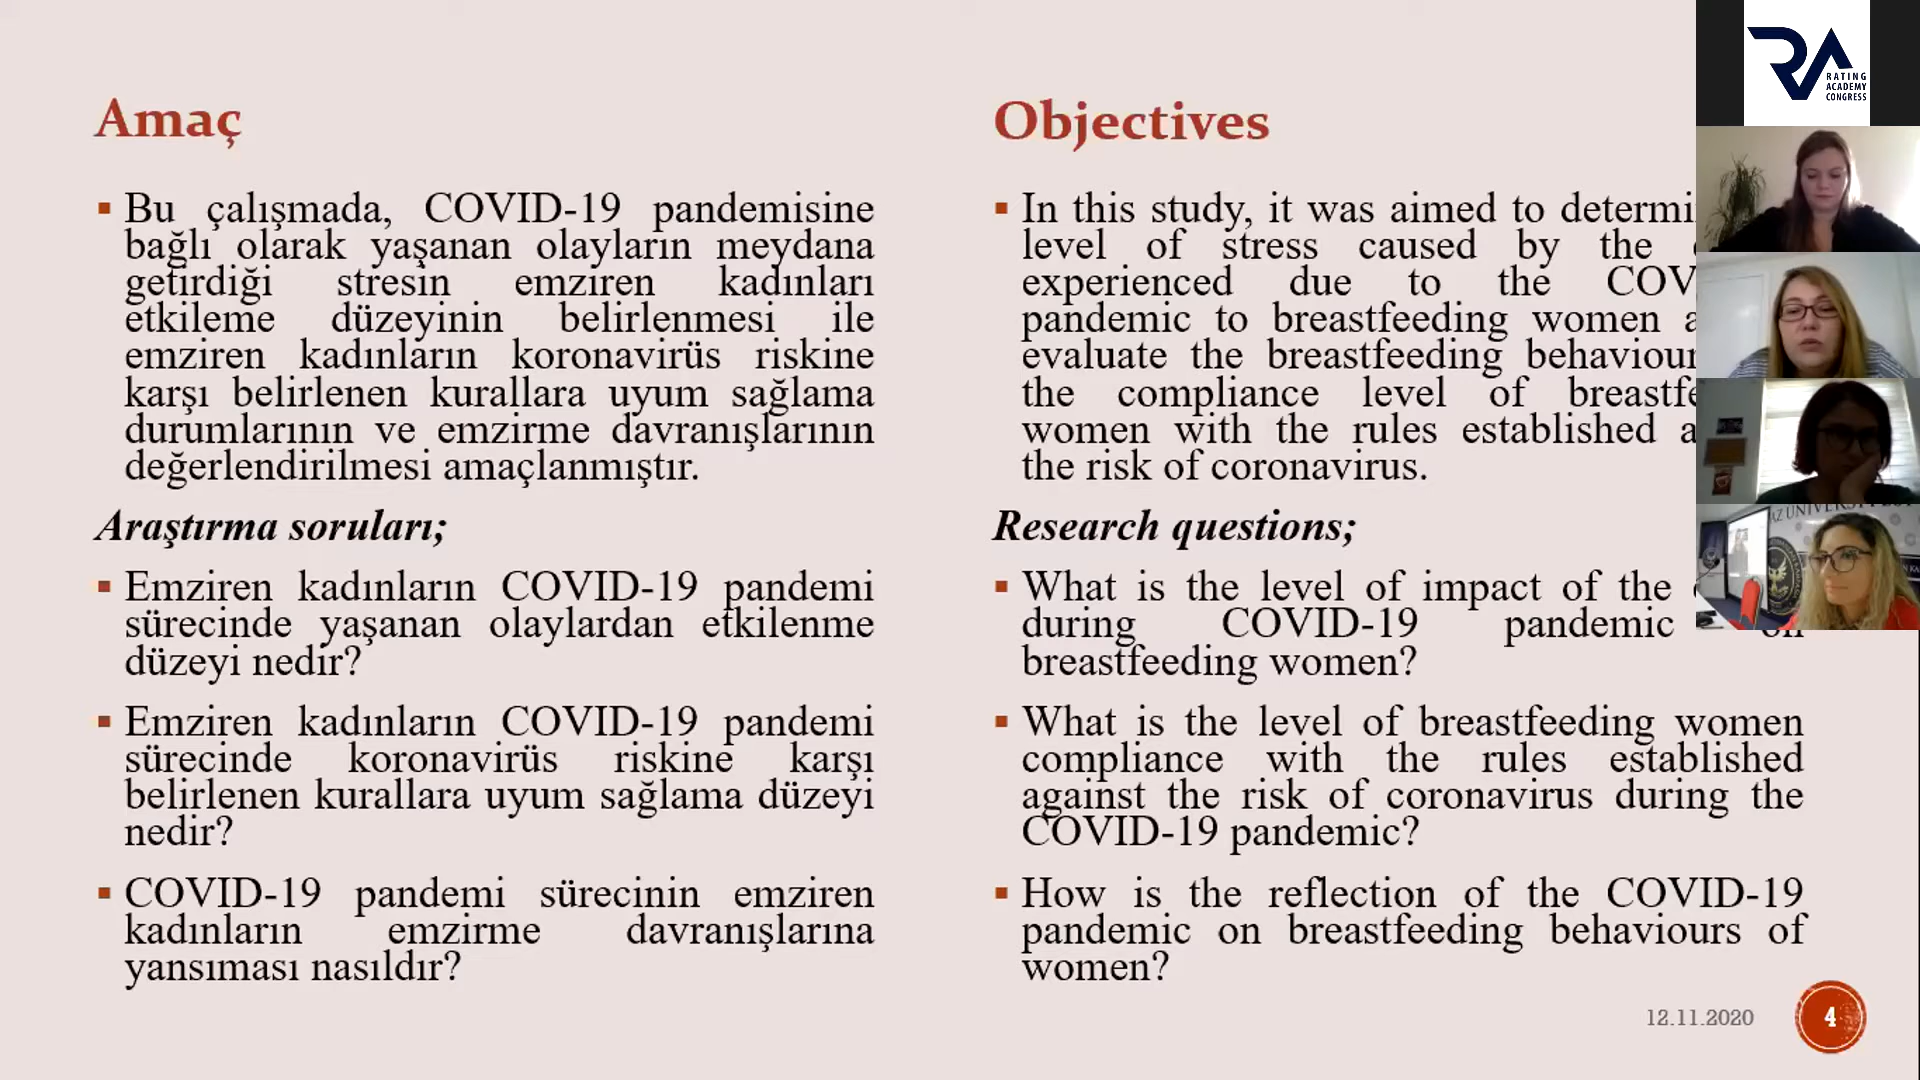 Amaç
Bu çalışmada, COVID-19 pandemisine
bağlı olarak yaşanan olayların meydana
getirdiği stresin emziren kadınları
etkileme düzeyinin belirlenmesi ile
emziren kadınların koronavirüs riskine
karşı belirlenen kurallara uyum sağlama
durumlarının ve emzirme davranışlarının
değerlendirilmesi amaçlanmıştır.
Araştırma soruları;
Emziren kadınların COVID-19 pandemi
sürecinde yaşanan olaylardan etkilenme
düzeyi nedir?
Emziren kadınların COVID-19 pandemi
sürecinde koronavirüs riskine karşı
belirlenen kurallara uyum sağlama düzeyi
nedir?
COVID-19 pandemi sürecinin emziren
kadınların emzirme davranışlarına
yansıması nasıldır?
Objectives
In this study, it was aimed to
level of stress caused by the
experienced due to the
pandemic to breastfeeding women
evaluate the breastfeeding
the compliance level of
women with the rules established
the risk of coronavirus.
Research questions;
What is the level of impact of the
during COVID-19 pandemic on
breastfeeding women?
What is the level of breastfeeding women
compliance with the rules established
against the risk of coronavirus during the
COVID-19 pandemic?
How is the reflection of the COVID-19
pandemic on breastfeeding behaviours of
women?
12.11.2020
4
RA
RATING
ACADEMY
CONGRESS